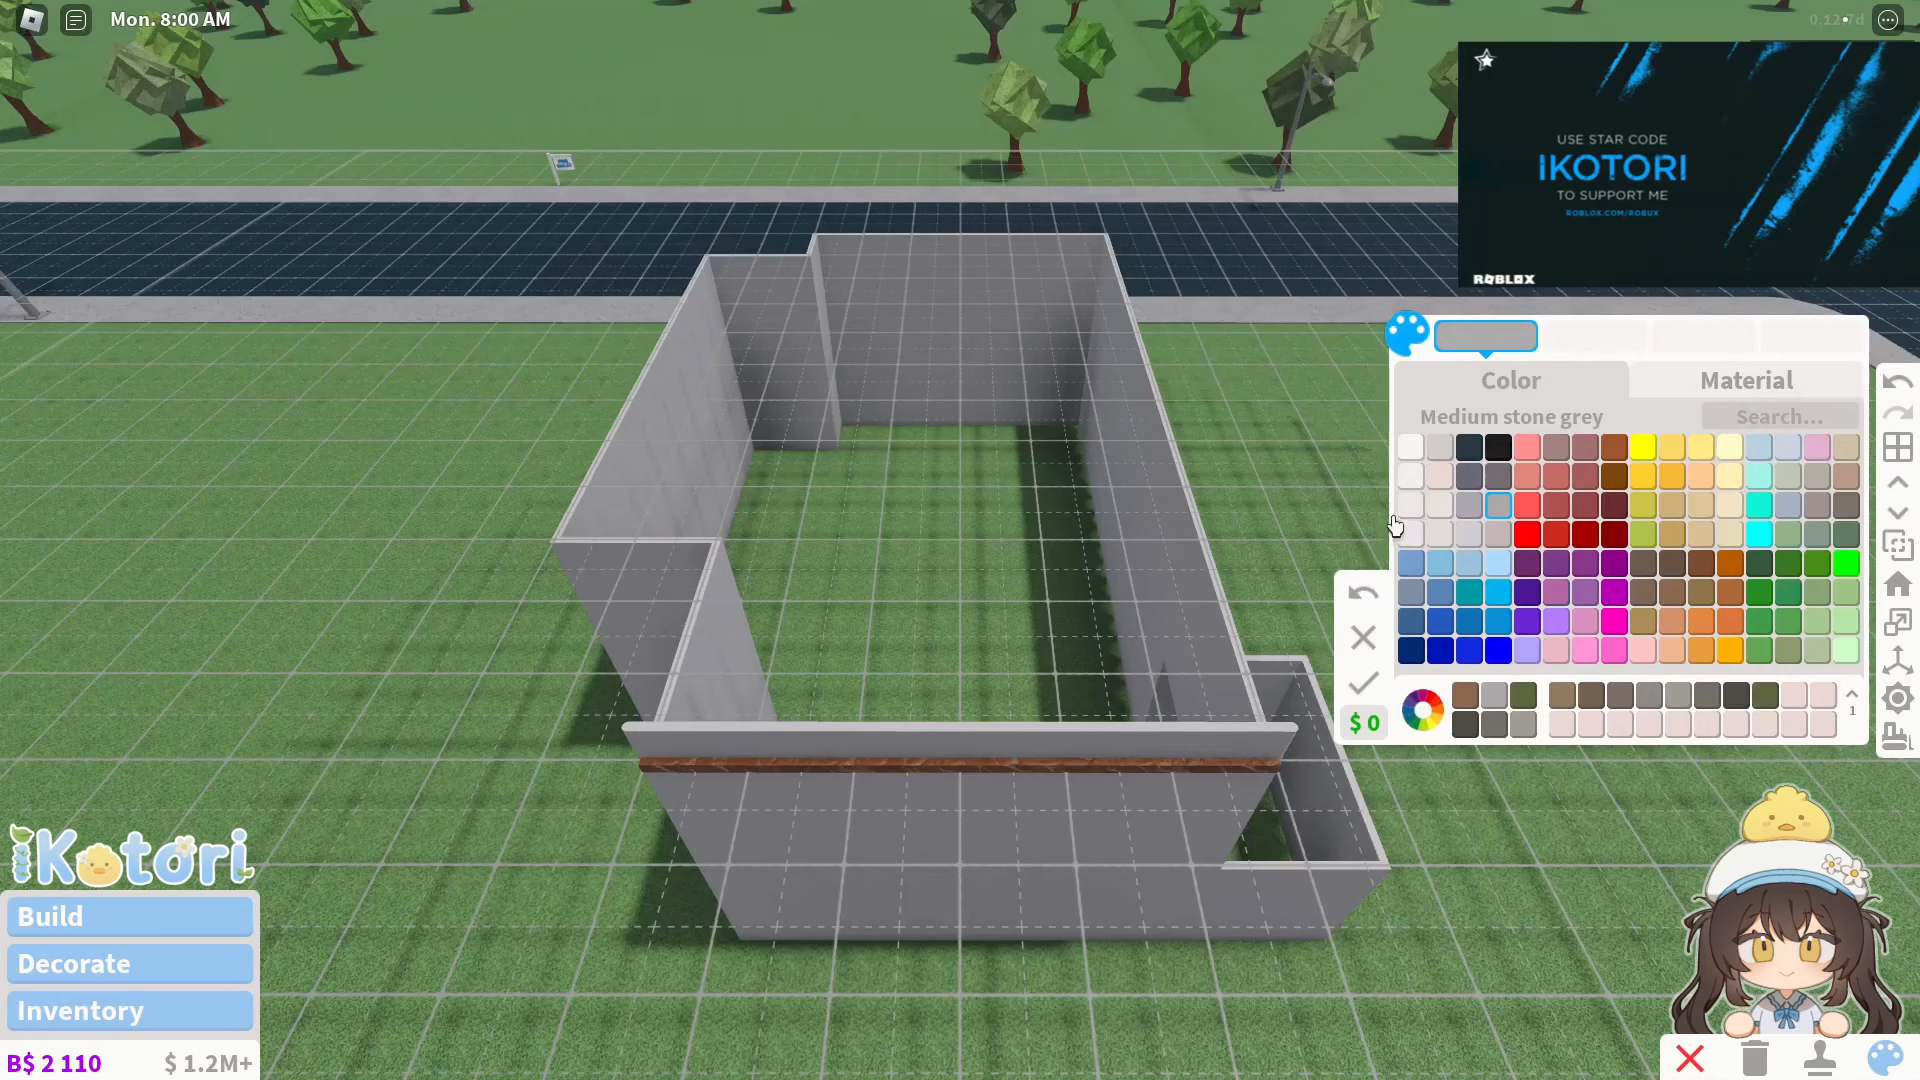 Mon. 8:00 AM
USE STAR CODE
IKOTORI
TO SUPPORT ME
ROBLOX.COM/ROBUX
ROBLOX
Color
Material
Medium stone grey
Search...
1
$ 0
iKotori
Build
Decorate
Inventory
B$ 2 110
$ 1.2M+